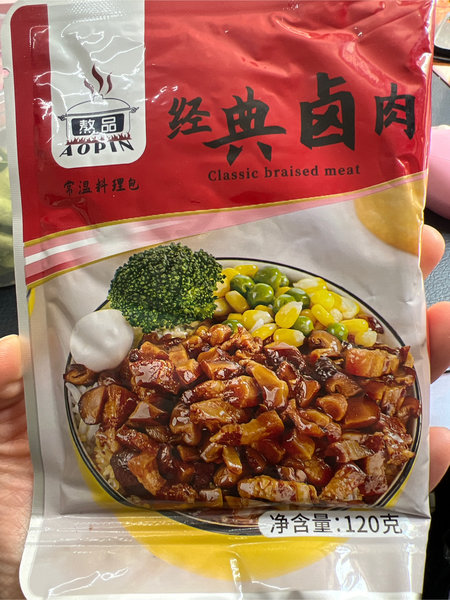 熬品
AOPIN
常温料理包
经典卤肉
Classic braised meat
净含量:120克